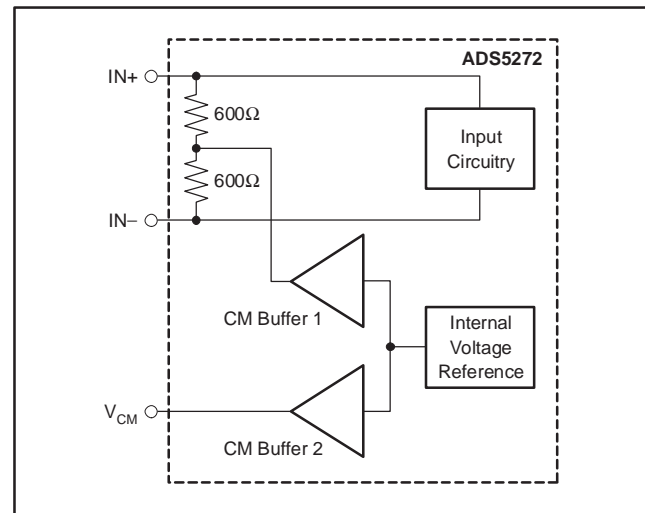 ADS5272
IN+
600Ω
Input
Circuitry
600Ω
IN−
CM Buffer 1
Internal
Voltage
Reference
VCM
CM Buffer 2